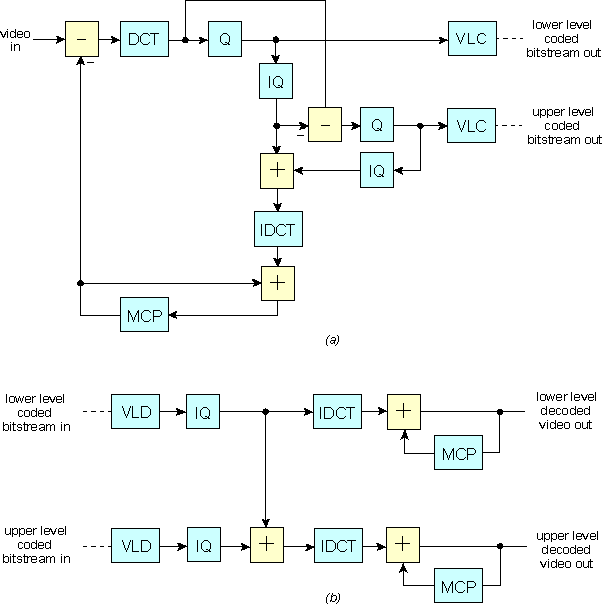 video
in
−
−
DCT
Q
VLC
lower level
coded
bitstream out
IQ
−
−
Q
VLC
upper level
coded
bitstream out
+
IQ
IDCT
+
MCP
(a)
lower level
coded
bitstream in
VLD
IQ
IDCT
+
MCP
lower level
decoded
video out
upper level
coded
bitstream in
VLD
IQ
+
IDCT
+
MCP
upper level
decoded
video out
(b)